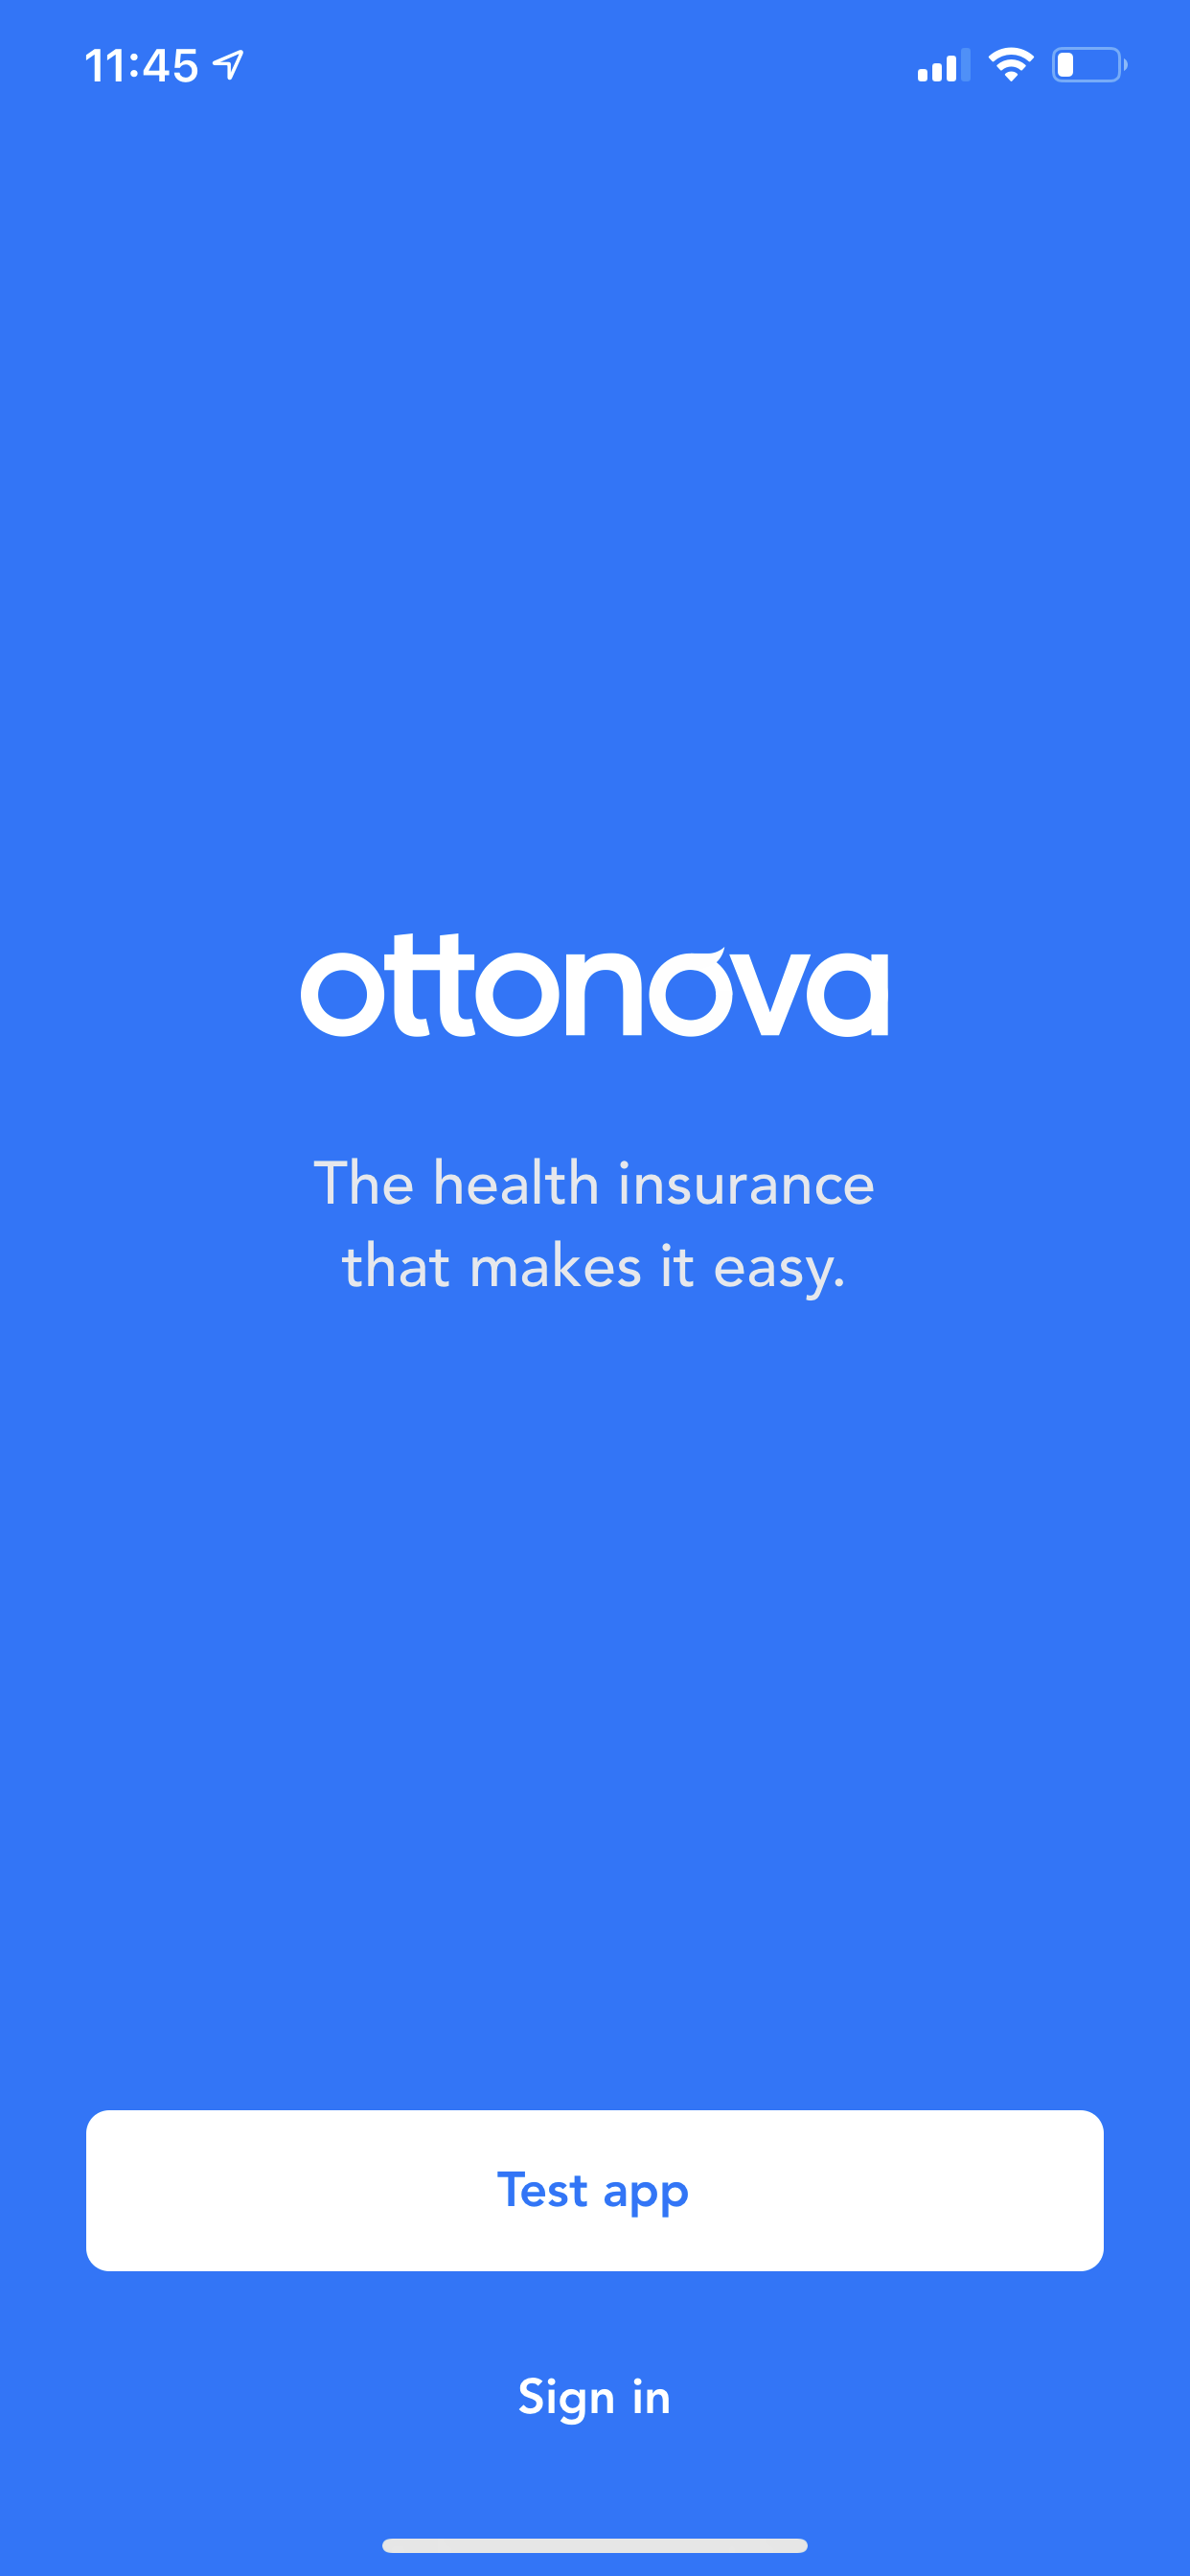 11:45
ottonova
The health insurance
that makes it easy.
Test app
Sign in